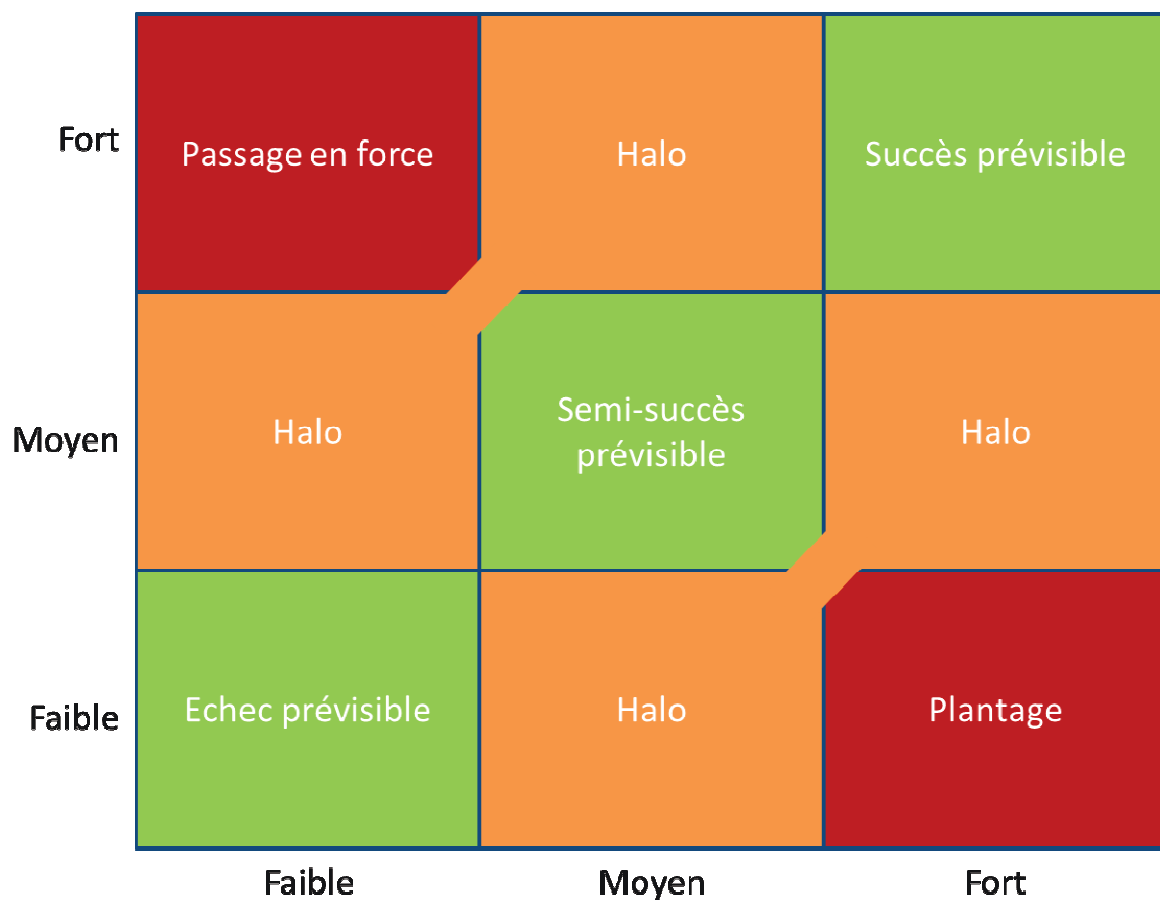 Fort
Passage en force
Halo
Succès prévisible
Moyen
Halo
Semi-succès
prévisible
Halo
Faible
Echec prévisible
Halo
Plantage
Faible
Moyen
Fort